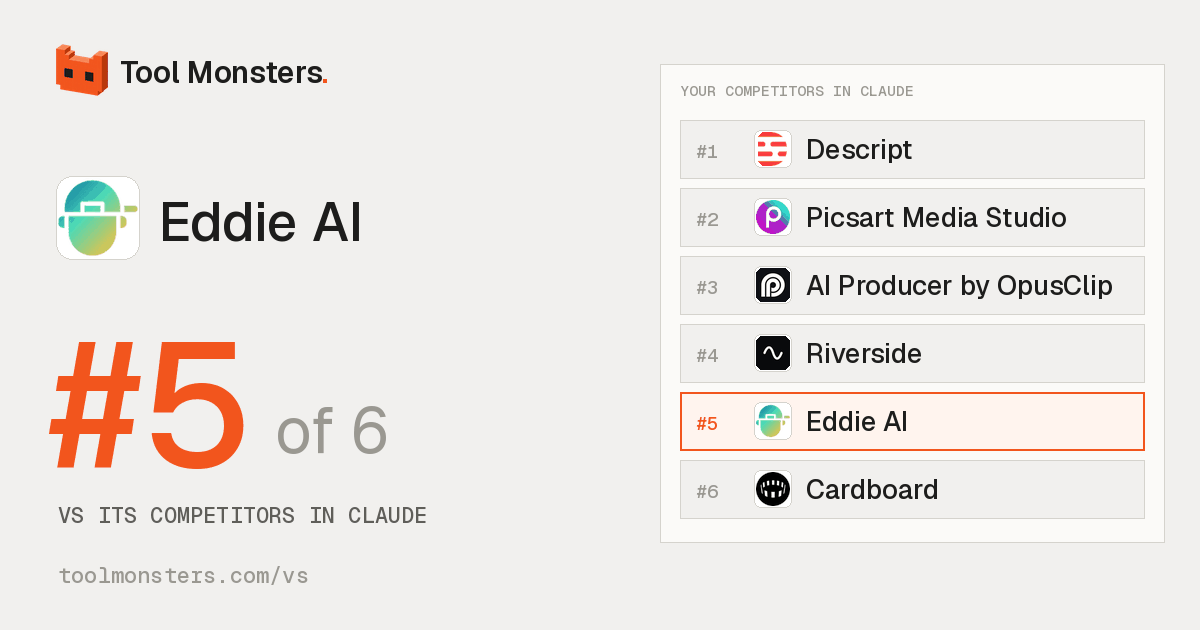 Tool Monsters.
Eddie AI
#5 of 6
VS ITS COMPETITORS IN CLAUDE
toolmonsters.com/vs
YOUR COMPETITORS IN CLAUDE
#1 Descript
#2 Picsart Media Studio
#3 AI Producer by OpusClip
#4 Riverside
#5 Eddie AI
#6 Cardboard